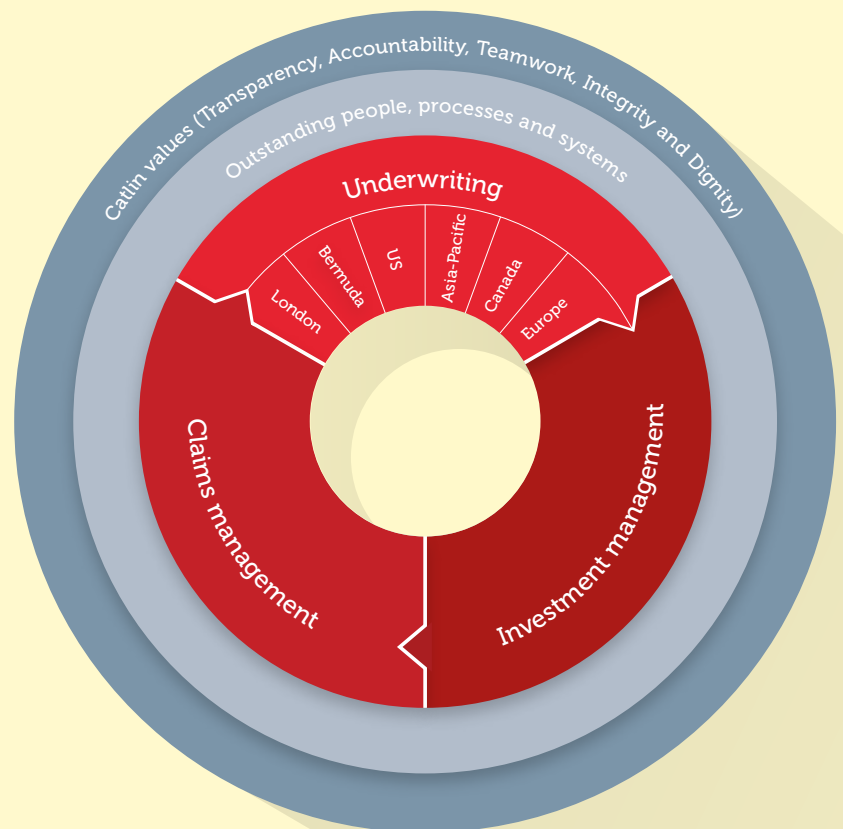 Catlin values (Transparency, Accountability, Teamwork, Integrity and Dignity)
Outstanding people, processes and systems
Underwriting
London
Bermuda
US
Asia-Pacific
Canada
Europe
Claims management
Investment management